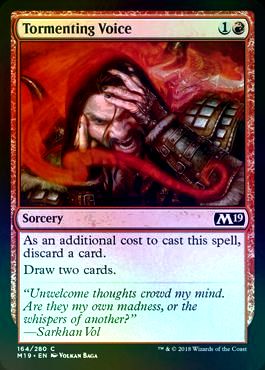 Tormenting Voice 1
Sorcery M19
As an additional cost to cast this spell,
discard a card.
Draw two cards.
“Unwelcome thoughts crowd my mind.
Are they my own madness, or the
whispers of another?”
—Sarkhan Vol
164/280 C
M19 • EN Volkan Baga
™ & © 2018 Wizards of the Coast